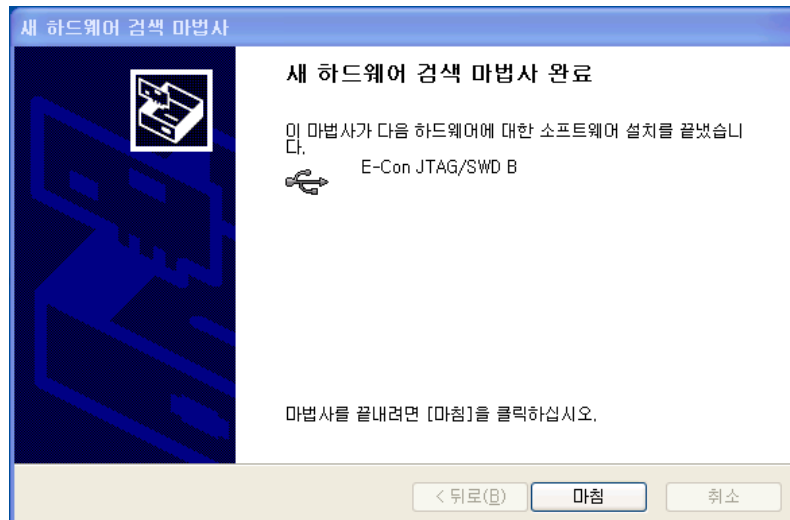 새 하드웨어 검색 마법사
새 하드웨어 검색 마법사 완료
이 마법사가 다음 하드웨어에 대한 소프트웨어 설치를 끝냈습니
다.
E-Con JTAG/SWD B
마법사를 끝내려면 [마침]을 클릭하십시오.
< 뒤로(B) 마침 취소